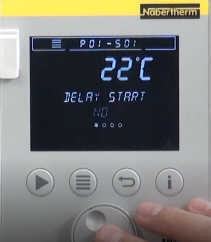 Nabertherm
P01-S01
22°C
DELAY START
NO
i